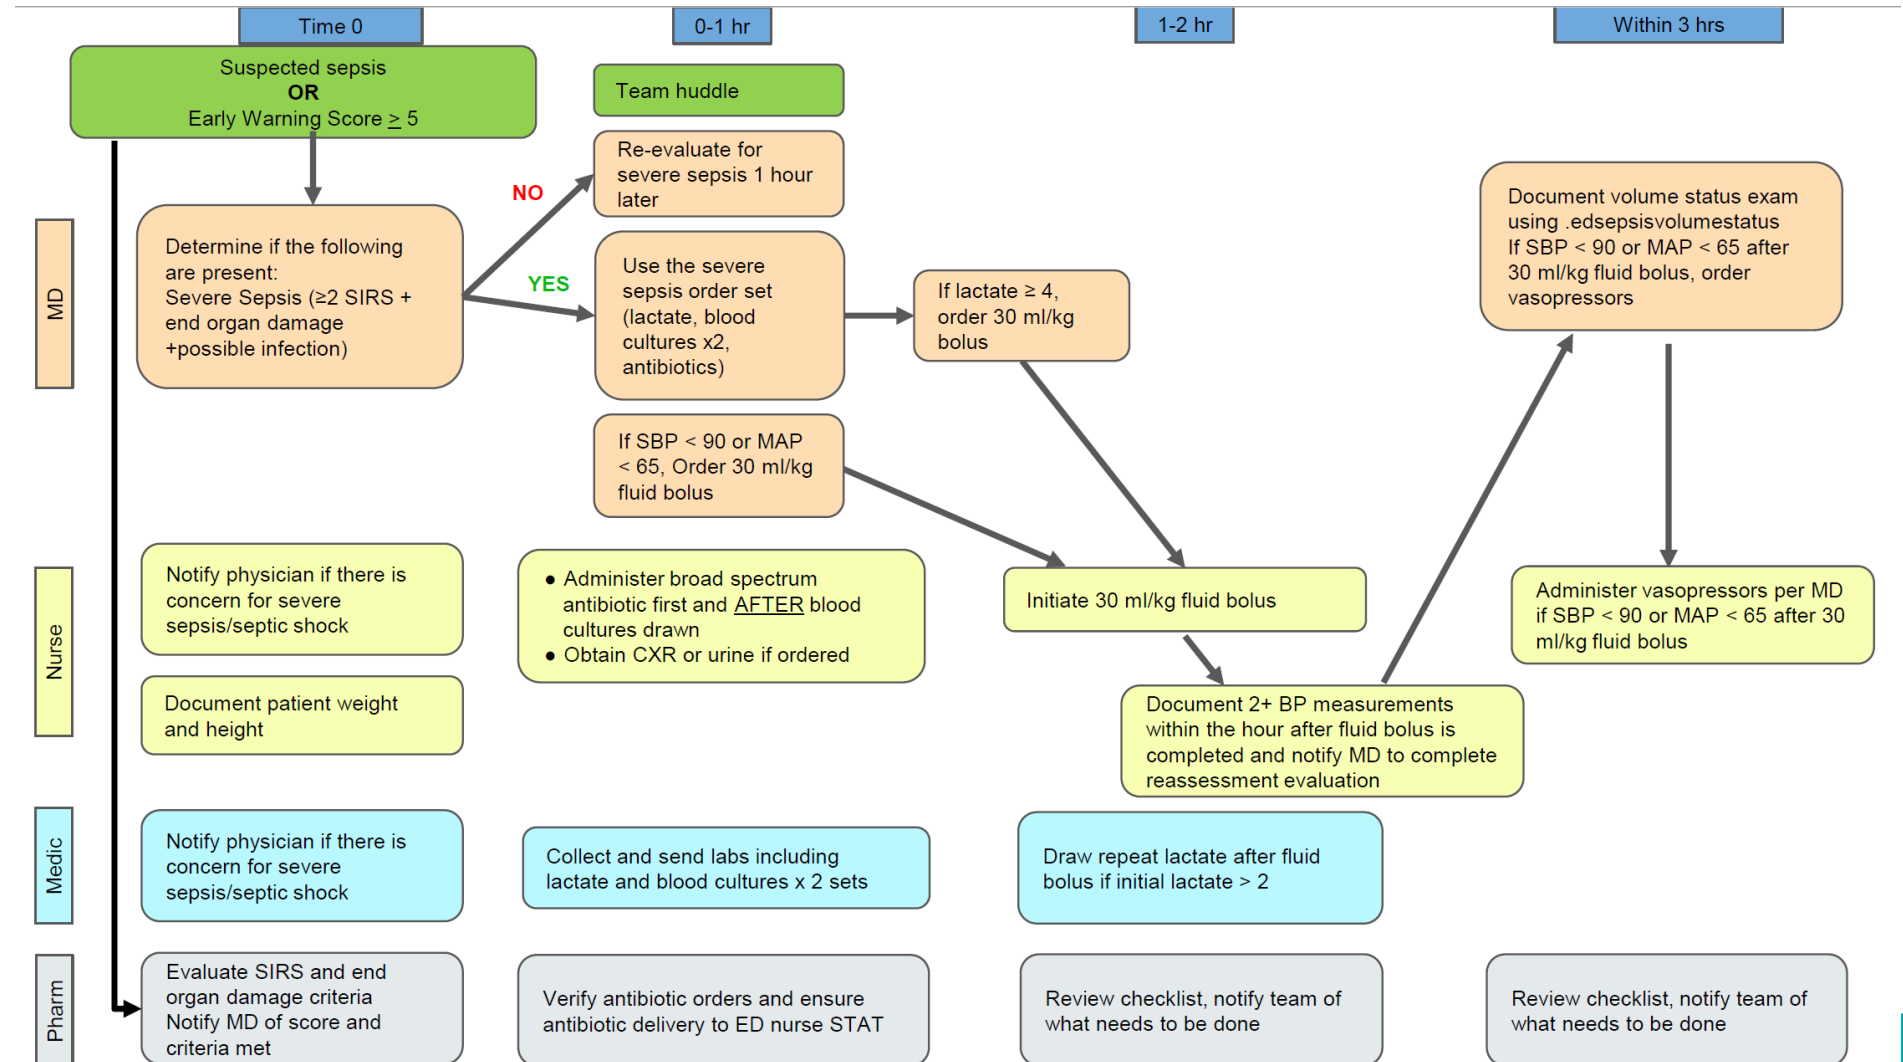 Time 0
0-1 hr
1-2 hr
Within 3 hrs
Suspected sepsis
OR
Early Warning Score ≥ 5
Team huddle
MD
Determine if the following
are present:
Severe Sepsis (≥2 SIRS +
end organ damage
+possible infection)
NO
YES
Re-evaluate for
severe sepsis 1 hour
later
Use the severe
sepsis order set
(lactate, blood
cultures x2,
antibiotics)
If SBP < 90 or MAP
< 65, Order 30 ml/kg
fluid bolus
If lactate ≥ 4,
order 30 ml/kg
bolus
Document volume status exam
using .edsepsisvolumestatus
If SBP < 90 or MAP < 65 after
30 ml/kg fluid bolus, order
vasopressors
Nurse
Notify physician if there is
concern for severe
sepsis/septic shock
Document patient weight
and height
● Administer broad spectrum
antibiotic first and AFTER blood
cultures drawn
● Obtain CXR or urine if ordered
Initiate 30 ml/kg fluid bolus
Document 2+ BP measurements
within the hour after fluid bolus is
completed and notify MD to complete
reassessment evaluation
Administer vasopressors per MD
if SBP < 90 or MAP < 65 after 30
ml/kg fluid bolus
Medic
Notify physician if there is
concern for severe
sepsis/septic shock
Collect and send labs including
lactate and blood cultures x 2 sets
Draw repeat lactate after fluid
bolus if initial lactate > 2
Pharm
Evaluate SIRS and end
organ damage criteria
Notify MD of score and
criteria met
Verify antibiotic orders and ensure
antibiotic delivery to ED nurse STAT
Review checklist, notify team of
what needs to be done
Review checklist, notify team of
what needs to be done